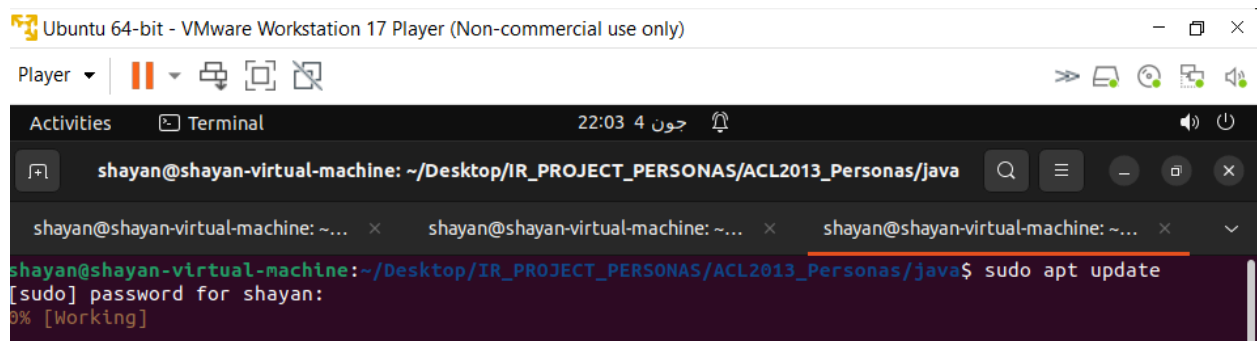 Ubuntu 64-bit - VMware Workstation 17 Player (Non-commercial use only)
Player
Activities Terminal 22:03 4 جون
shayan@shayan-virtual-machine: ~/Desktop/IR_PROJECT_PERSONAS/ACL2013_Personas/java
shayan@shayan-virtual-machine: ~... shayan@shayan-virtual-machine: ~... shayan@shayan-virtual-machine: ~...
shayan@shayan-virtual-machine:~/Desktop/IR_PROJECT_PERSONAS/ACL2013_Personas/java$ sudo apt update
[sudo] password for shayan:
0% [Working]